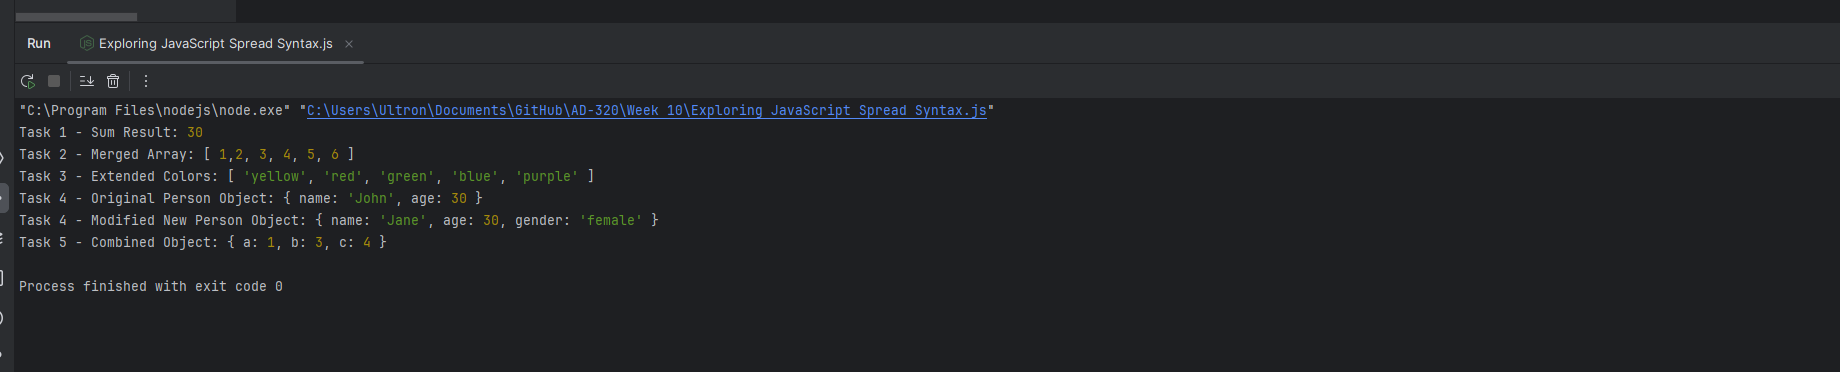 Run Exploring JavaScript Spread Syntax.js
"C:\Program Files\nodejs\node.exe" "C:\Users\Ultron\Documents\GitHub\AD-320\Week 10\Exploring JavaScript Spread Syntax.js"
Task 1 - Sum Result: 30
Task 2 - Merged Array: [ 1,2, 3, 4, 5, 6 ]
Task 3 - Extended Colors: [ 'yellow', 'red', 'green', 'blue', 'purple' ]
Task 4 - Original Person Object: { name: 'John', age: 30 }
Task 4 - Modified New Person Object: { name: 'Jane', age: 30, gender: 'female' }
Task 5 - Combined Object: { a: 1, b: 3, c: 4 }
Process finished with exit code 0